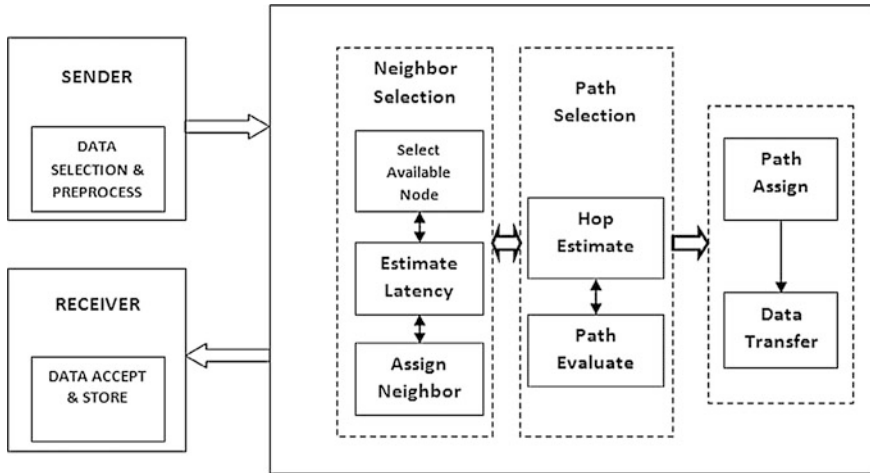 SENDER
DATA
SELECTION &
PREPROCESS
RECEIVER
DATA ACCEPT
& STORE
Neighbor
Selection
Select
Available
Node
Estimate
Latency
Assign
Neighbor
Path
Selection
Hop
Estimate
Path
Evaluate
Path
Assign
Data
Transfer